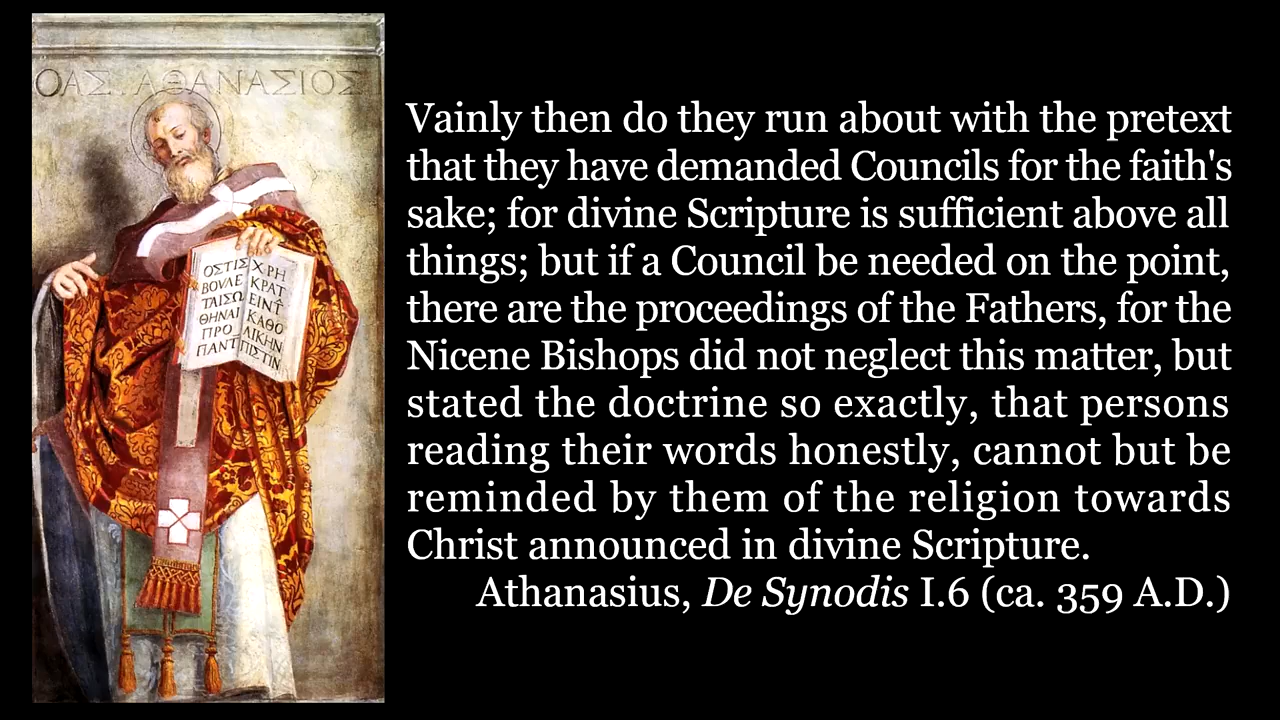 ΟΑΣ. ΑΘΑΝΑΣΙΟΣ
ΟΣΤΙΣ
ΒΟΥΛΕ
ΤΑΙΣΩ
ΘΗΝΑΙ
ΠΡΟ
ΠΑΝΤ
ΧΡΗ
ΚΡΑΤ
ΕΙΝΤ
ΚΑΘΟ
ΛΙΚΗΝ
ΠΙΣΤΙΝ
Vainly then do they run about with the pretext
that they have demanded Councils for the faith's
sake; for divine Scripture is sufficient above all
things; but if a Council be needed on the point,
there are the proceedings of the Fathers, for the
Nicene Bishops did not neglect this matter, but
stated the doctrine so exactly, that persons
reading their words honestly, cannot but be
reminded by them of the religion towards
Christ announced in divine Scripture.
Athanasius, De Synodis I.6 (ca. 359 A.D.)